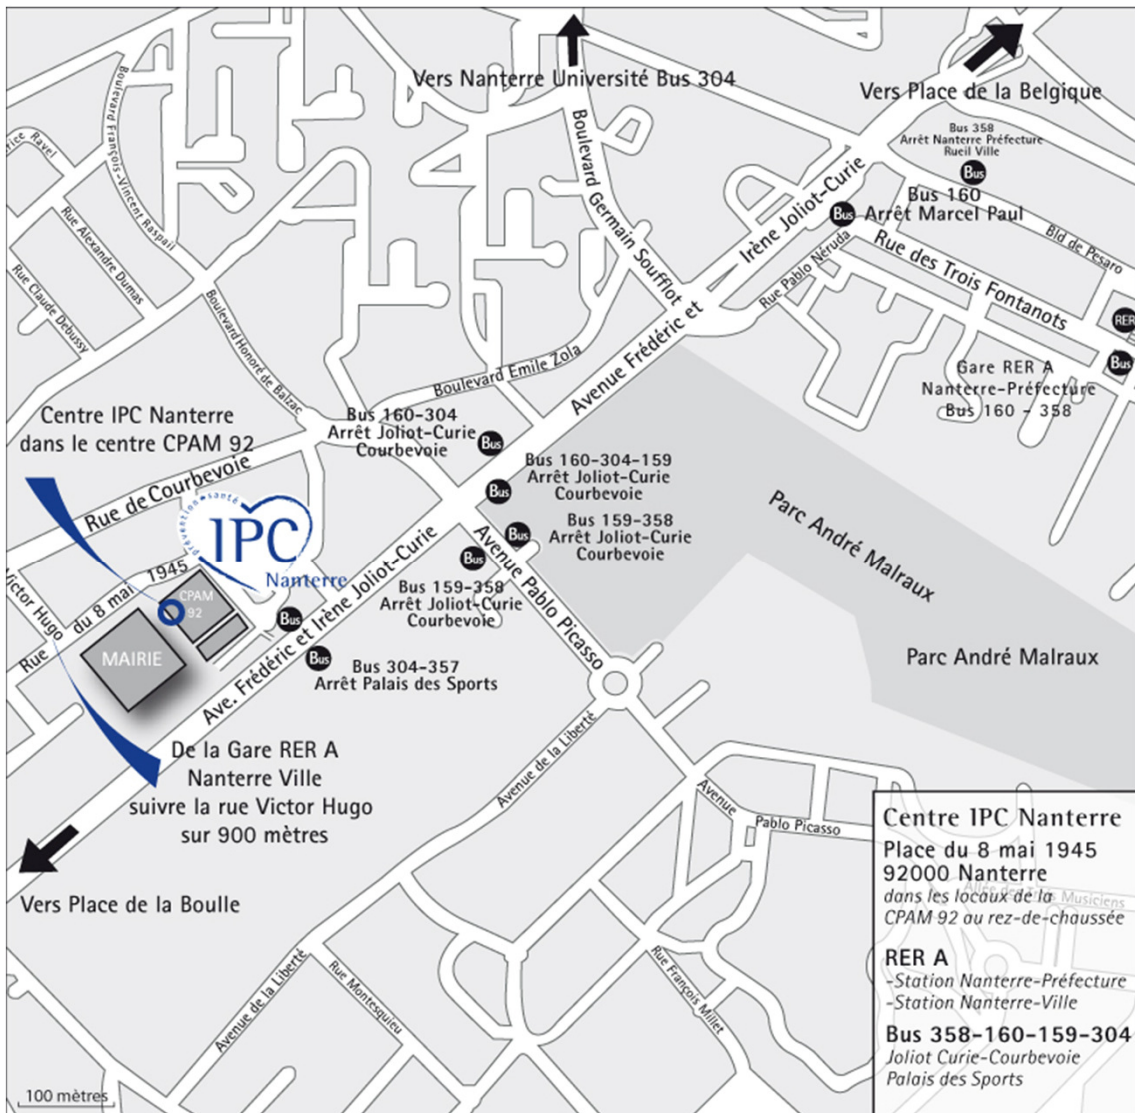 Vers Nanterre Université Bus 304
Vers Place de la Belgique
Bus 358
Arrêt Nanterre Préfecture
Rueil Ville
Bus
Bus 160
Arrêt Marcel Paul
Bus
Boulevard François-Vincent Raspail
Ravel
Rue Alexandre Dumas
Rue Claude Debussy
Boulevard Honoré de Balzac
Boulevard Germain Soufflot
Irène Joliot-Curie
Avenue Frédéric et
Rue Pablo Néruda
Rue des Trois Fontanots
Bld de Pesaro
RER
Bus
Gare RER A
Nanterre-Préfecture
Bus 160 - 358
Boulevard Emile Zola
Centre IPC Nanterre
dans le centre CPAM 92
Bus 160-304
Arrêt Joliot-Curie
Courbevoie
Bus
Bus 160-304-159
Arrêt Joliot-Curie
Courbevoie
Bus
Bus 159-358
Arrêt Joliot-Curie
Courbevoie
Bus
Bus 159-358
Arrêt Joliot-Curie
Courbevoie
Bus
Rue de Courbevoie
prévention santé
IPC
Nanterre
Victor Hugo
Rue du 8 mai 1945
CPAM
92
MAIRIE
Bus
Bus
Bus 304-357
Arrêt Palais des Sports
Ave. Frédéric et Irène Joliot-Curie
Avenue Pablo Picasso
Parc André Malraux
Parc André Malraux
De la Gare RER A
Nanterre Ville
suivre la rue Victor Hugo
sur 900 mètres
Vers Place de la Boulle
Avenue de la Liberté
Avenue Pablo Picasso
Avenue de la Liberté
Rue Montesquieu
Rue François Millet
Centre IPC Nanterre
Place du 8 mai 1945
92000 Nanterre
dans les locaux de la
CPAM 92 au rez-de-chaussée
RER A
-Station Nanterre-Préfecture
-Station Nanterre-Ville
Bus 358-160-159-304
Joliot Curie-Courbevoie
Palais des Sports
100 mètres